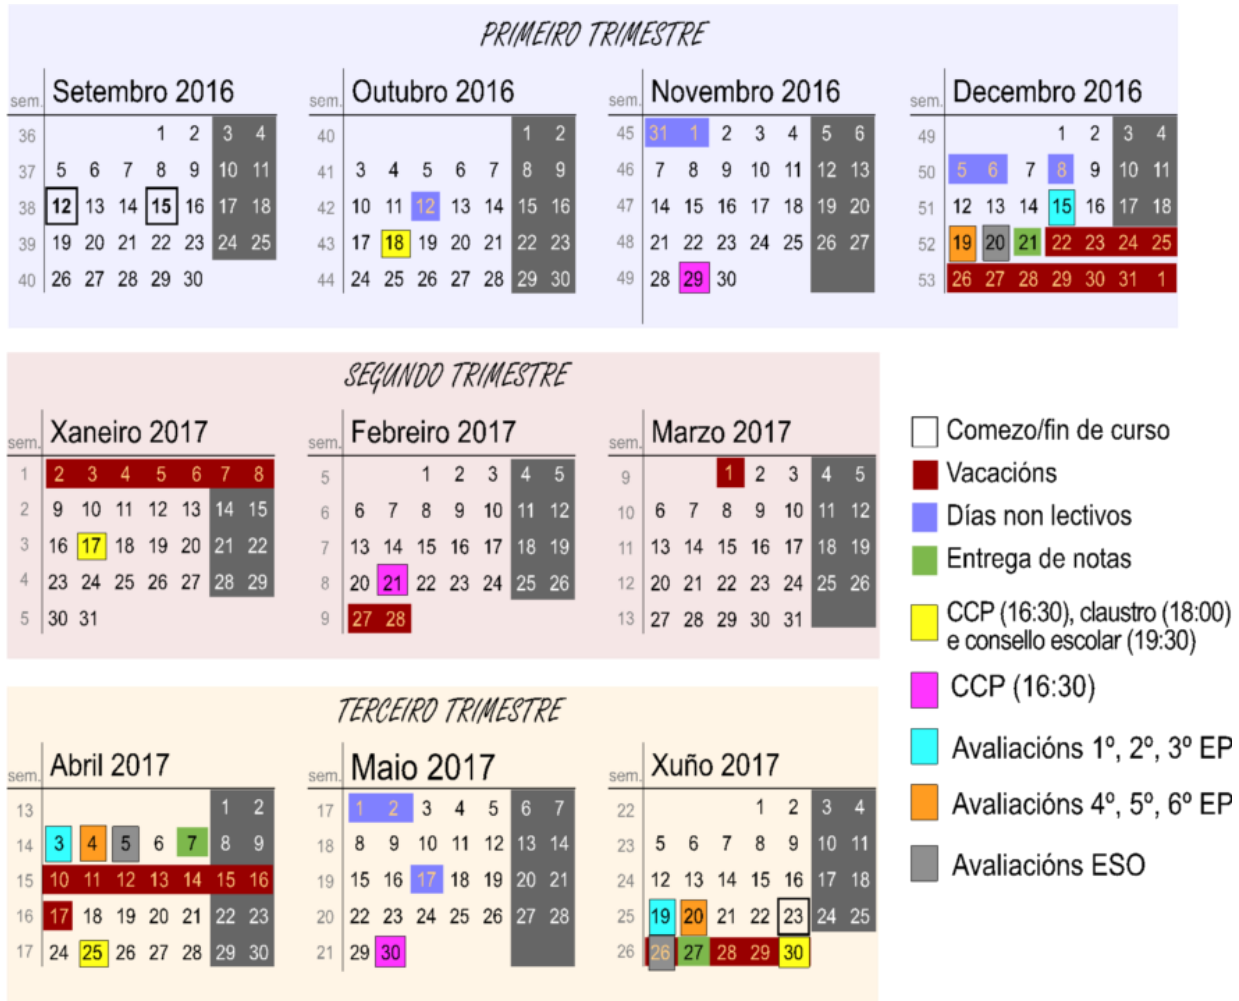 PRIMEIRO TRIMESTRE
sem. Setembro 2016
36 1 2 3 4
37 5 6 7 8 9 10 11
38 12 13 14 15 16 17 18
39 19 20 21 22 23 24 25
40 26 27 28 29 30
sem. Outubro 2016
40 1 2
41 3 4 5 6 7 8 9
42 10 11 12 13 14 15 16
43 17 18 19 20 21 22 23
44 24 25 26 27 28 29 30
sem. Novembro 2016
45 31 1 2 3 4 5 6
46 7 8 9 10 11 12 13
47 14 15 16 17 18 19 20
48 21 22 23 24 25 26 27
49 28 29 30
sem. Decembro 2016
49 1 2 3 4
50 5 6 7 8 9 10 11
51 12 13 14 15 16 17 18
52 19 20 21 22 23 24 25
53 26 27 28 29 30 31 1
SEGUNDO TRIMESTRE
sem. Xaneiro 2017
1 2 3 4 5 6 7 8
2 9 10 11 12 13 14 15
3 16 17 18 19 20 21 22
4 23 24 25 26 27 28 29
5 30 31
sem. Febreiro 2017
5 1 2 3 4 5
6 6 7 8 9 10 11 12
7 13 14 15 16 17 18 19
8 20 21 22 23 24 25 26
9 27 28
sem. Marzo 2017
9 1 2 3 4 5
10 6 7 8 9 10 11 12
11 13 14 15 16 17 18 19
12 20 21 22 23 24 25 26
13 27 28 29 30 31
TERCEIRO TRIMESTRE
sem. Abril 2017
13 1 2
14 3 4 5 6 7 8 9
15 10 11 12 13 14 15 16
16 17 18 19 20 21 22 23
17 24 25 26 27 28 29 30
sem. Maio 2017
17 1 2 3 4 5 6 7
18 8 9 10 11 12 13 14
19 15 16 17 18 19 20 21
20 22 23 24 25 26 27 28
21 29 30
sem. Xuño 2017
22 1 2 3 4
23 5 6 7 8 9 10 11
24 12 13 14 15 16 17 18
25 19 20 21 22 23 24 25
26 26 27 28 29 30
Comezo/fin de curso
Vacacións
Días non lectivos
Entrega de notas
CCP (16:30), claustro (18:00)
e consello escolar (19:30)
CCP (16:30)
Avaliacións 1º, 2º, 3º EP
Avaliacións 4º, 5º, 6º EP
Avaliacións ESO